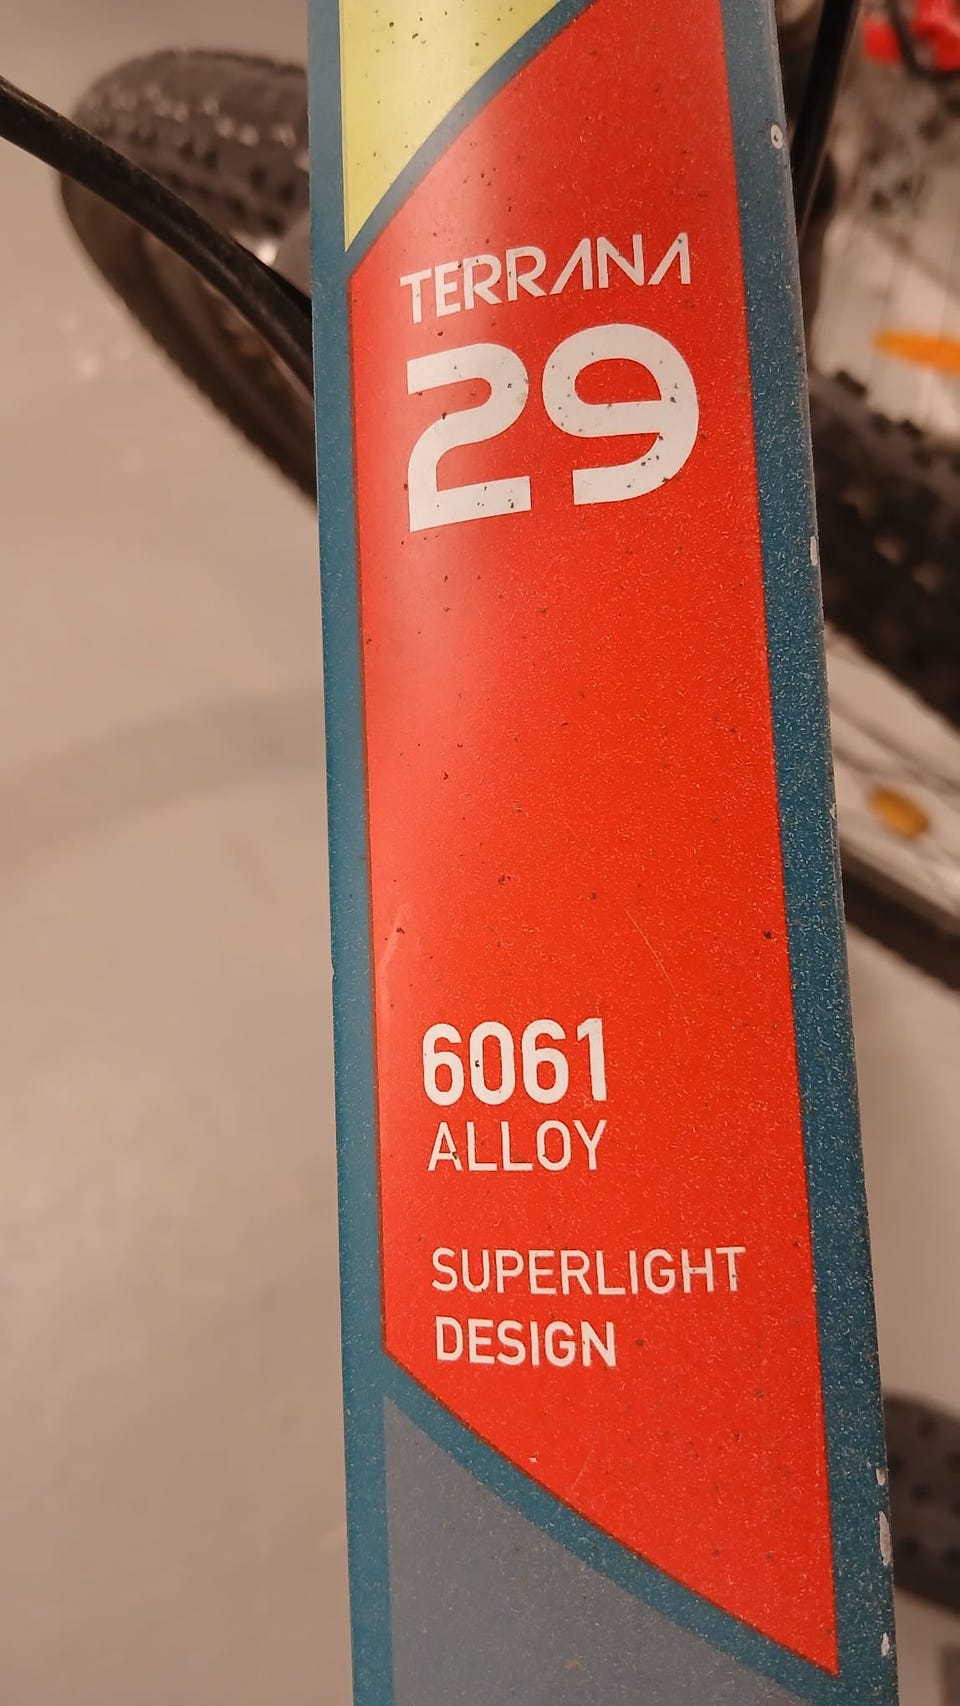 TERRANA
29
6061
ALLOY
SUPERLIGHT
DESIGN